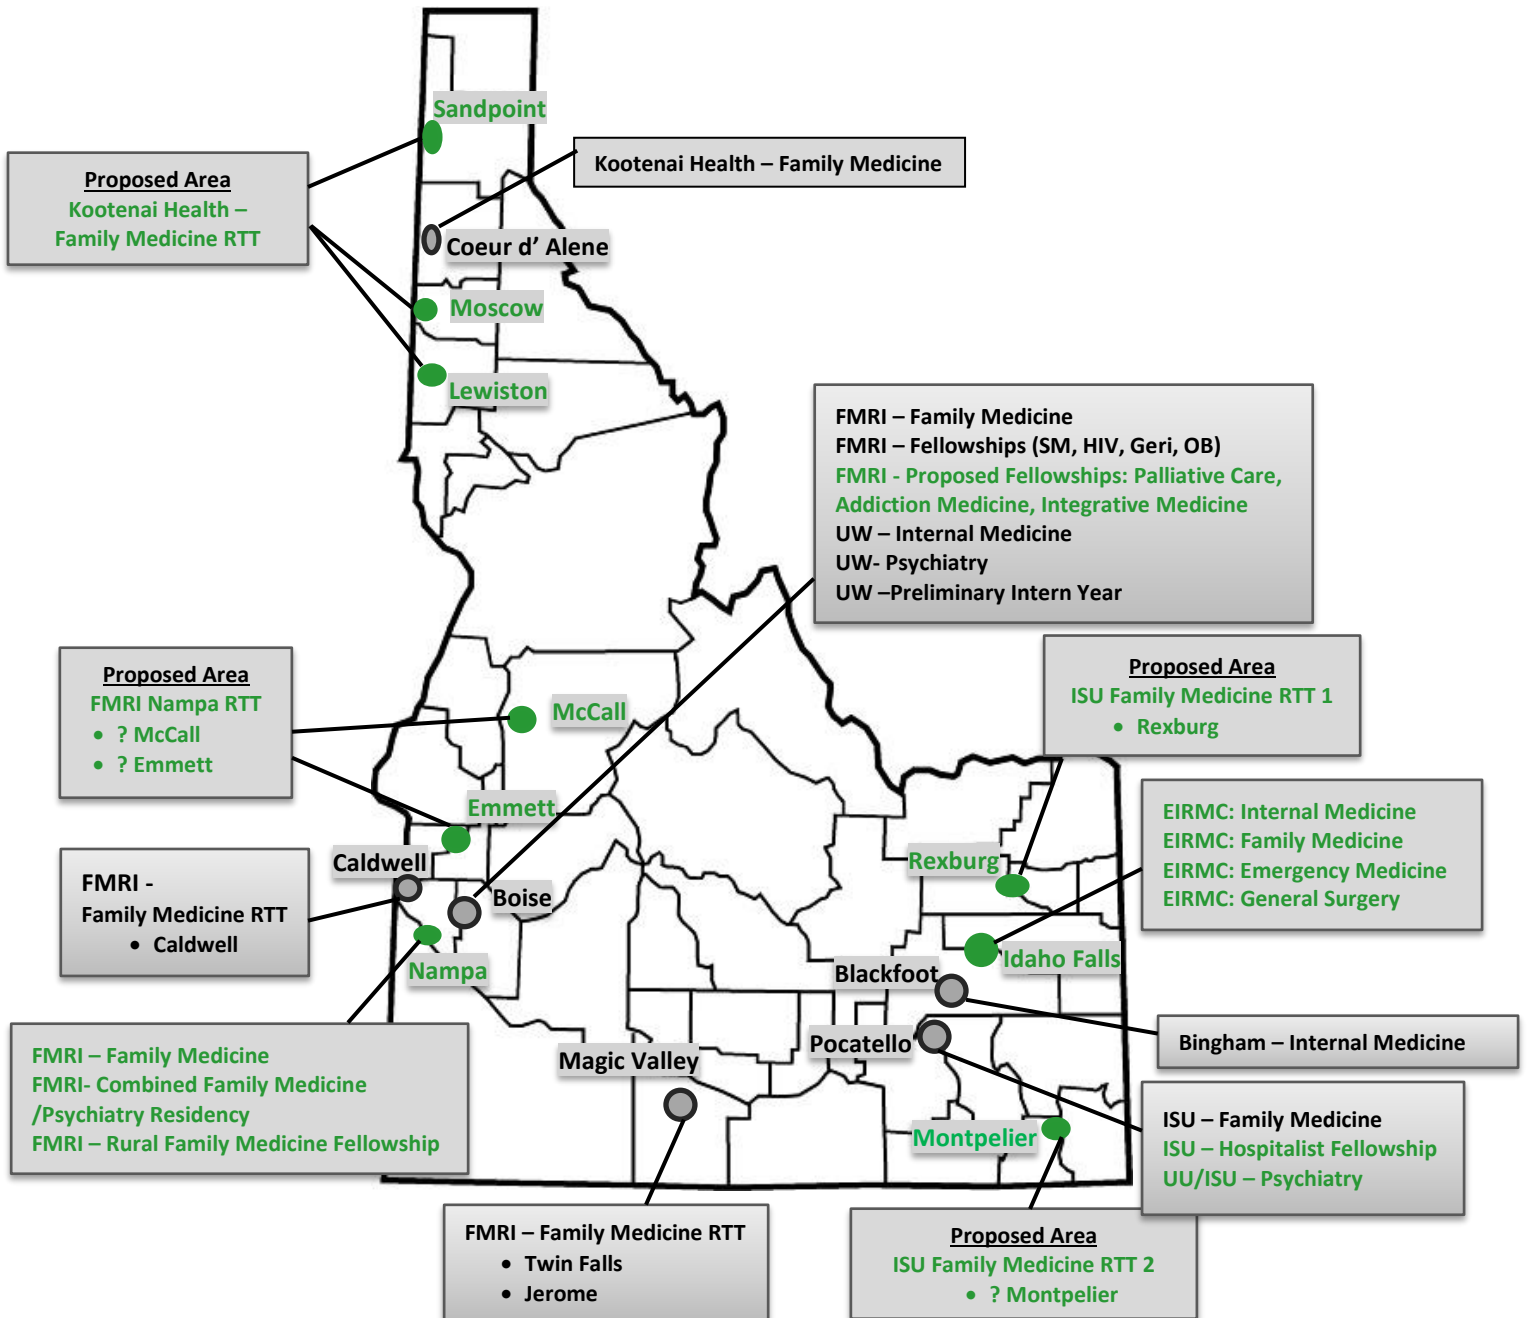 Sandpoint
Kootenai Health – Family Medicine
Proposed Area
Kootenai Health –
Family Medicine RTT
Coeur d’ Alene
Moscow
Lewiston
FMRI – Family Medicine
FMRI – Fellowships (SM, HIV, Geri, OB)
FMRI - Proposed Fellowships: Palliative Care,
Addiction Medicine, Integrative Medicine
UW – Internal Medicine
UW- Psychiatry
UW –Preliminary Intern Year
Proposed Area
FMRI Nampa RTT
• ? McCall
• ? Emmett
McCall
Proposed Area
ISU Family Medicine RTT 1
• Rexburg
Emmett
EIRMC: Internal Medicine
EIRMC: Family Medicine
EIRMC: Emergency Medicine
EIRMC: General Surgery
Caldwell
Rexburg
FMRI -
Family Medicine RTT
• Caldwell
Boise
Nampa
Idaho Falls
Blackfoot
Pocatello
Bingham – Internal Medicine
FMRI – Family Medicine
FMRI- Combined Family Medicine
/Psychiatry Residency
FMRI – Rural Family Medicine Fellowship
Magic Valley
Montpelier
ISU – Family Medicine
ISU – Hospitalist Fellowship
UU/ISU – Psychiatry
FMRI – Family Medicine RTT
• Twin Falls
• Jerome
Proposed Area
ISU Family Medicine RTT 2
• ? Montpelier